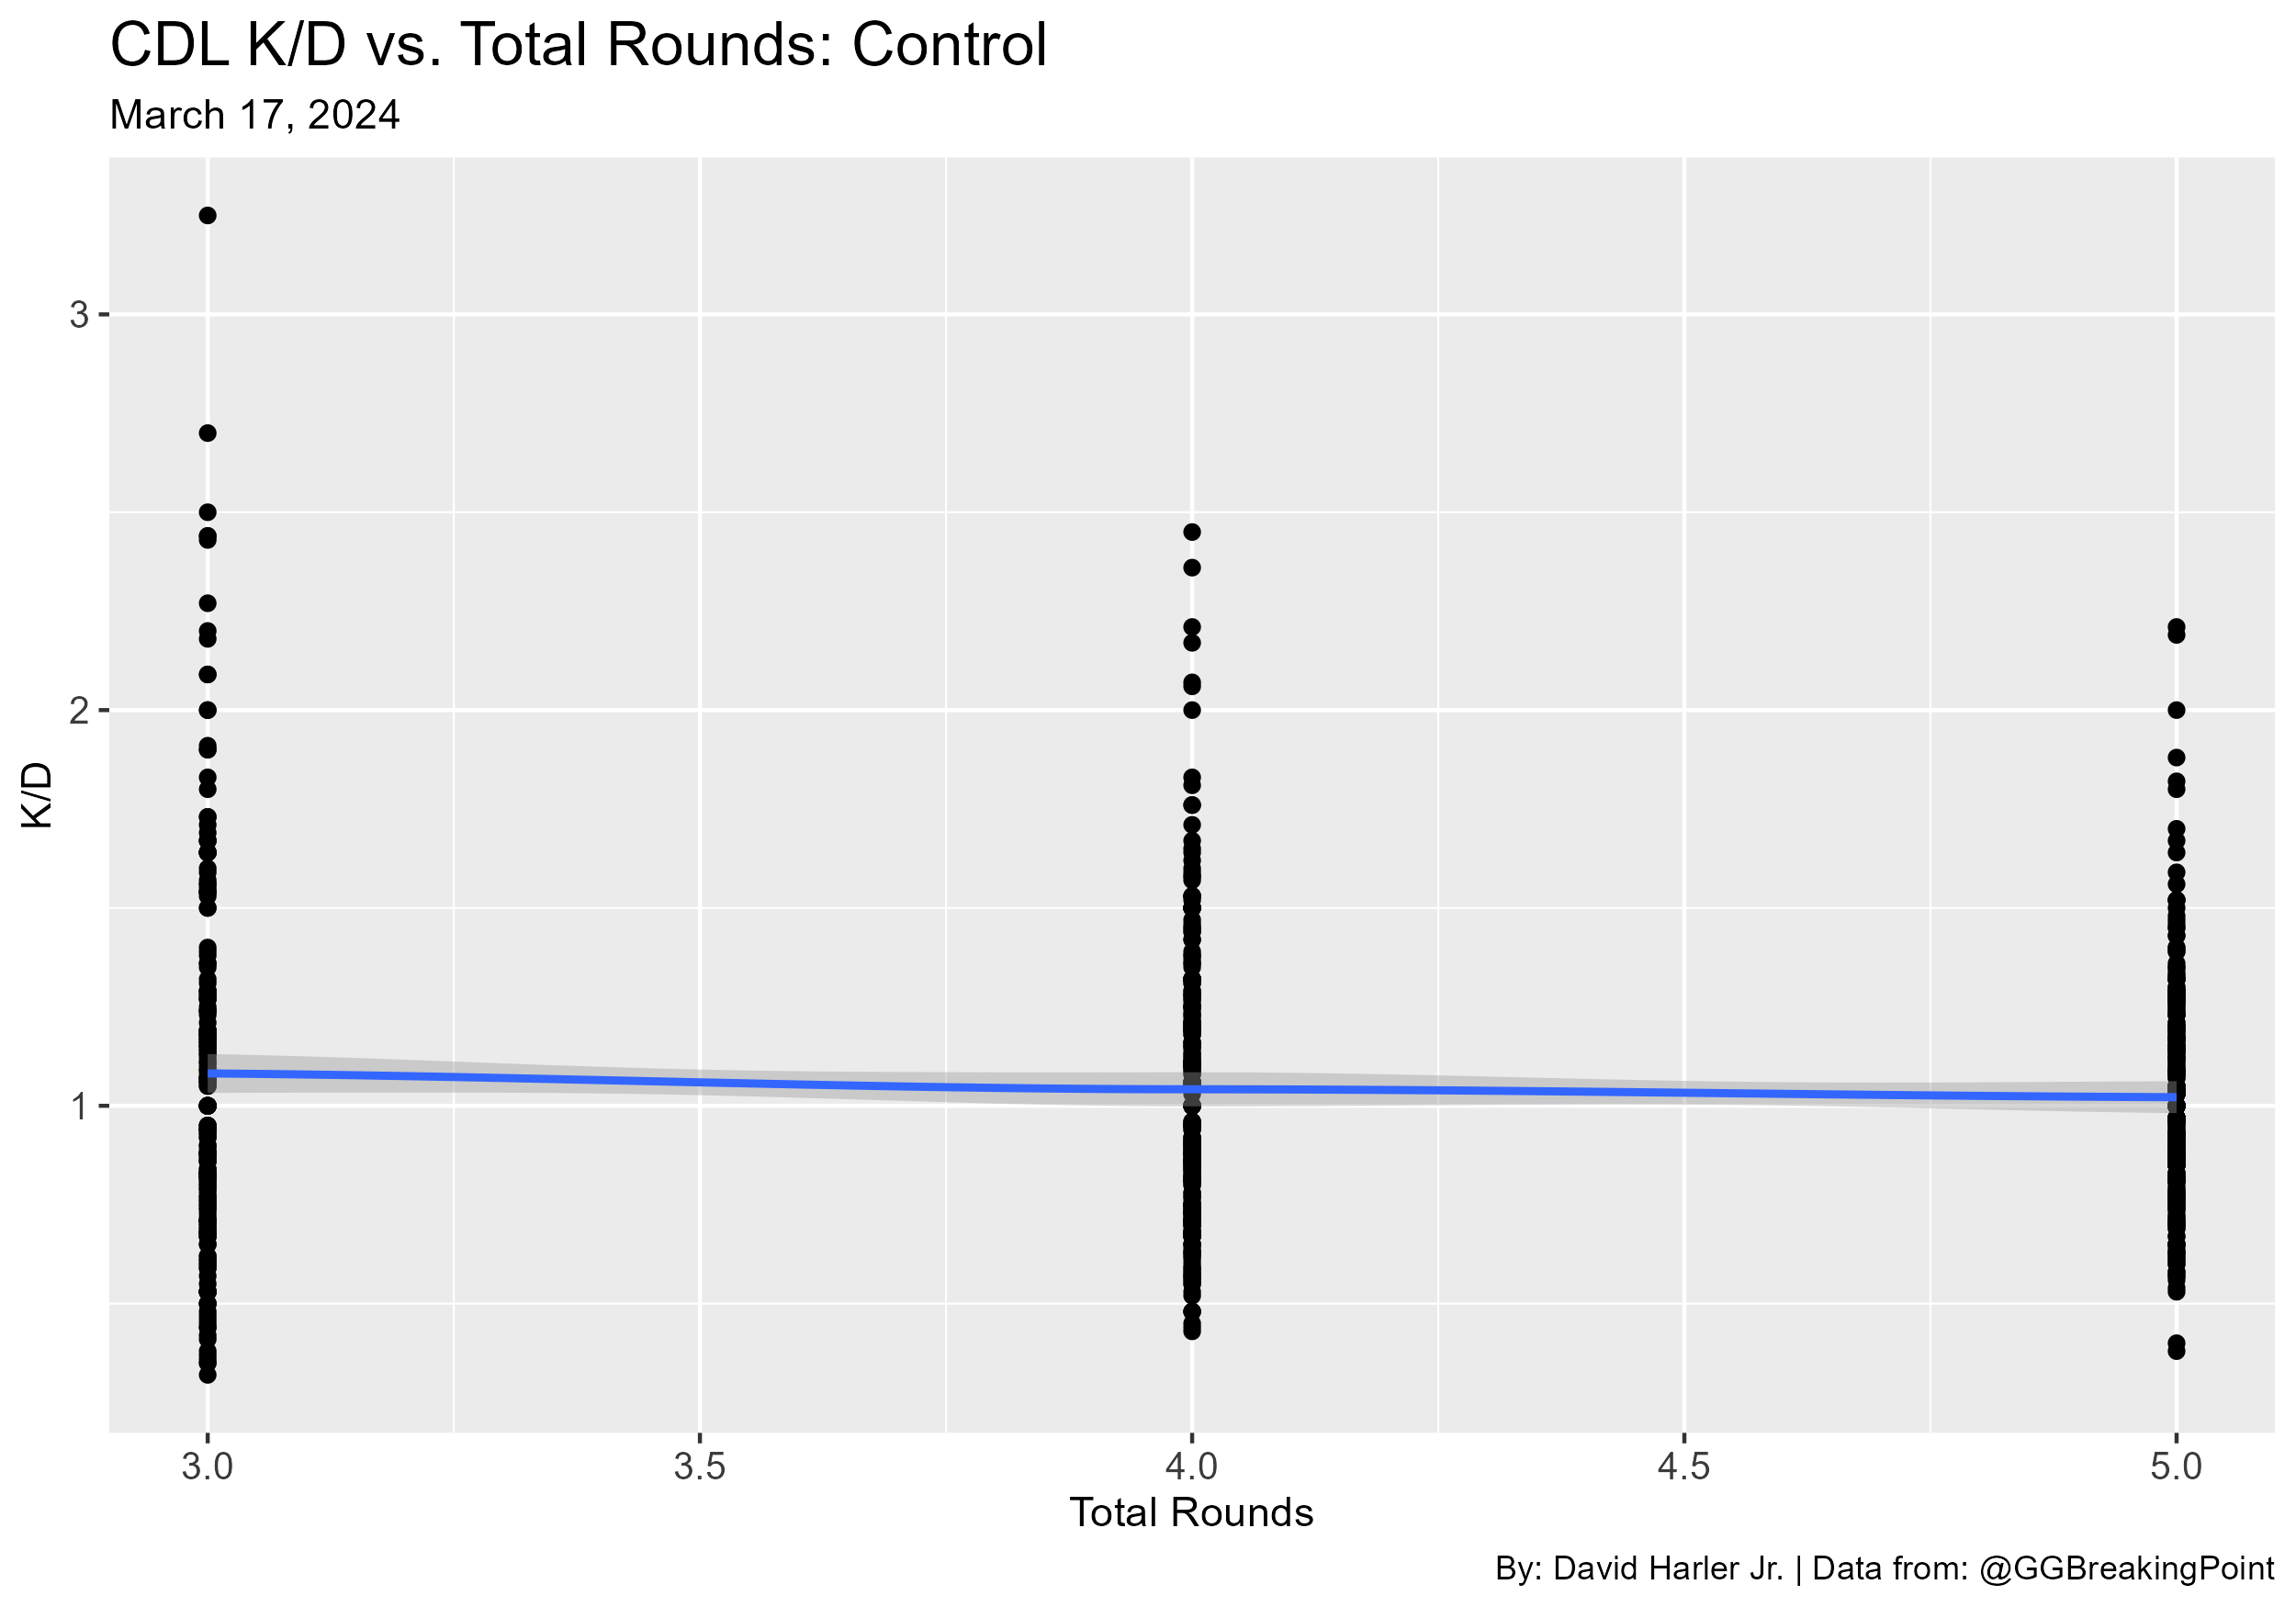 CDL K/D vs. Total Rounds: Control
March 17, 2024
K/D
3
2
1
3.0 3.5 4.0 4.5 5.0
Total Rounds
By: David Harler Jr. | Data from: @GGBreakingPoint